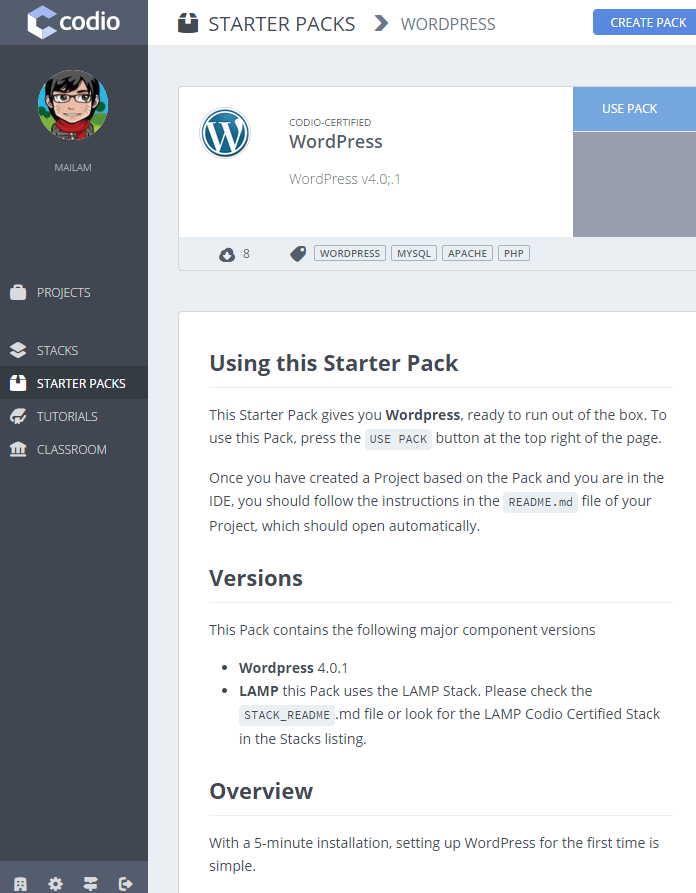 codio
STARTER PACKS
WORDPRESS
CREATE PACK
MAILAM
PROJECTS
STACKS
STARTER PACKS
TUTORIALS
CLASSROOM
CODIO-CERTIFIED
WordPress
WordPress v4.0;.1
USE PACK
8
WORDPRESS MYSQL APACHE PHP
Using this Starter Pack
This Starter Pack gives you Wordpress, ready to run out of the box. To
use this Pack, press the USE PACK button at the top right of the page.
Once you have created a Project based on the Pack and you are in the
IDE, you should follow the instructions in the README.md file of your
Project, which should open automatically.
Versions
This Pack contains the following major component versions
• Wordpress 4.0.1
• LAMP this Pack uses the LAMP Stack. Please check the
STACK_README.md file or look for the LAMP Codio Certified Stack
in the Stacks listing.
Overview
With a 5-minute installation, setting up WordPress for the first time is
simple.